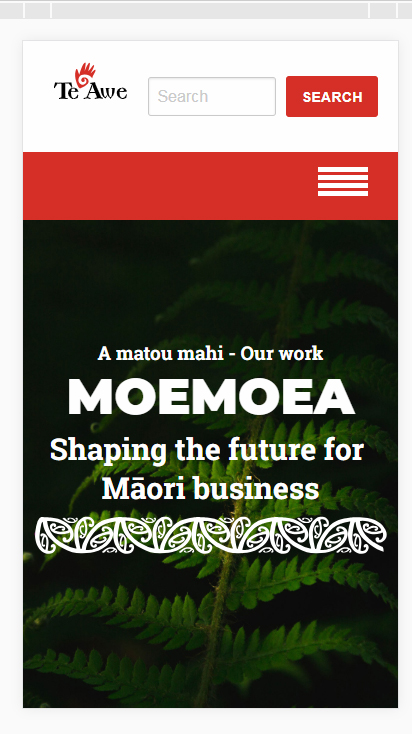 Te Awe
Search
SEARCH
A matou mahi - Our work
MOEMOEA
Shaping the future for
Māori business